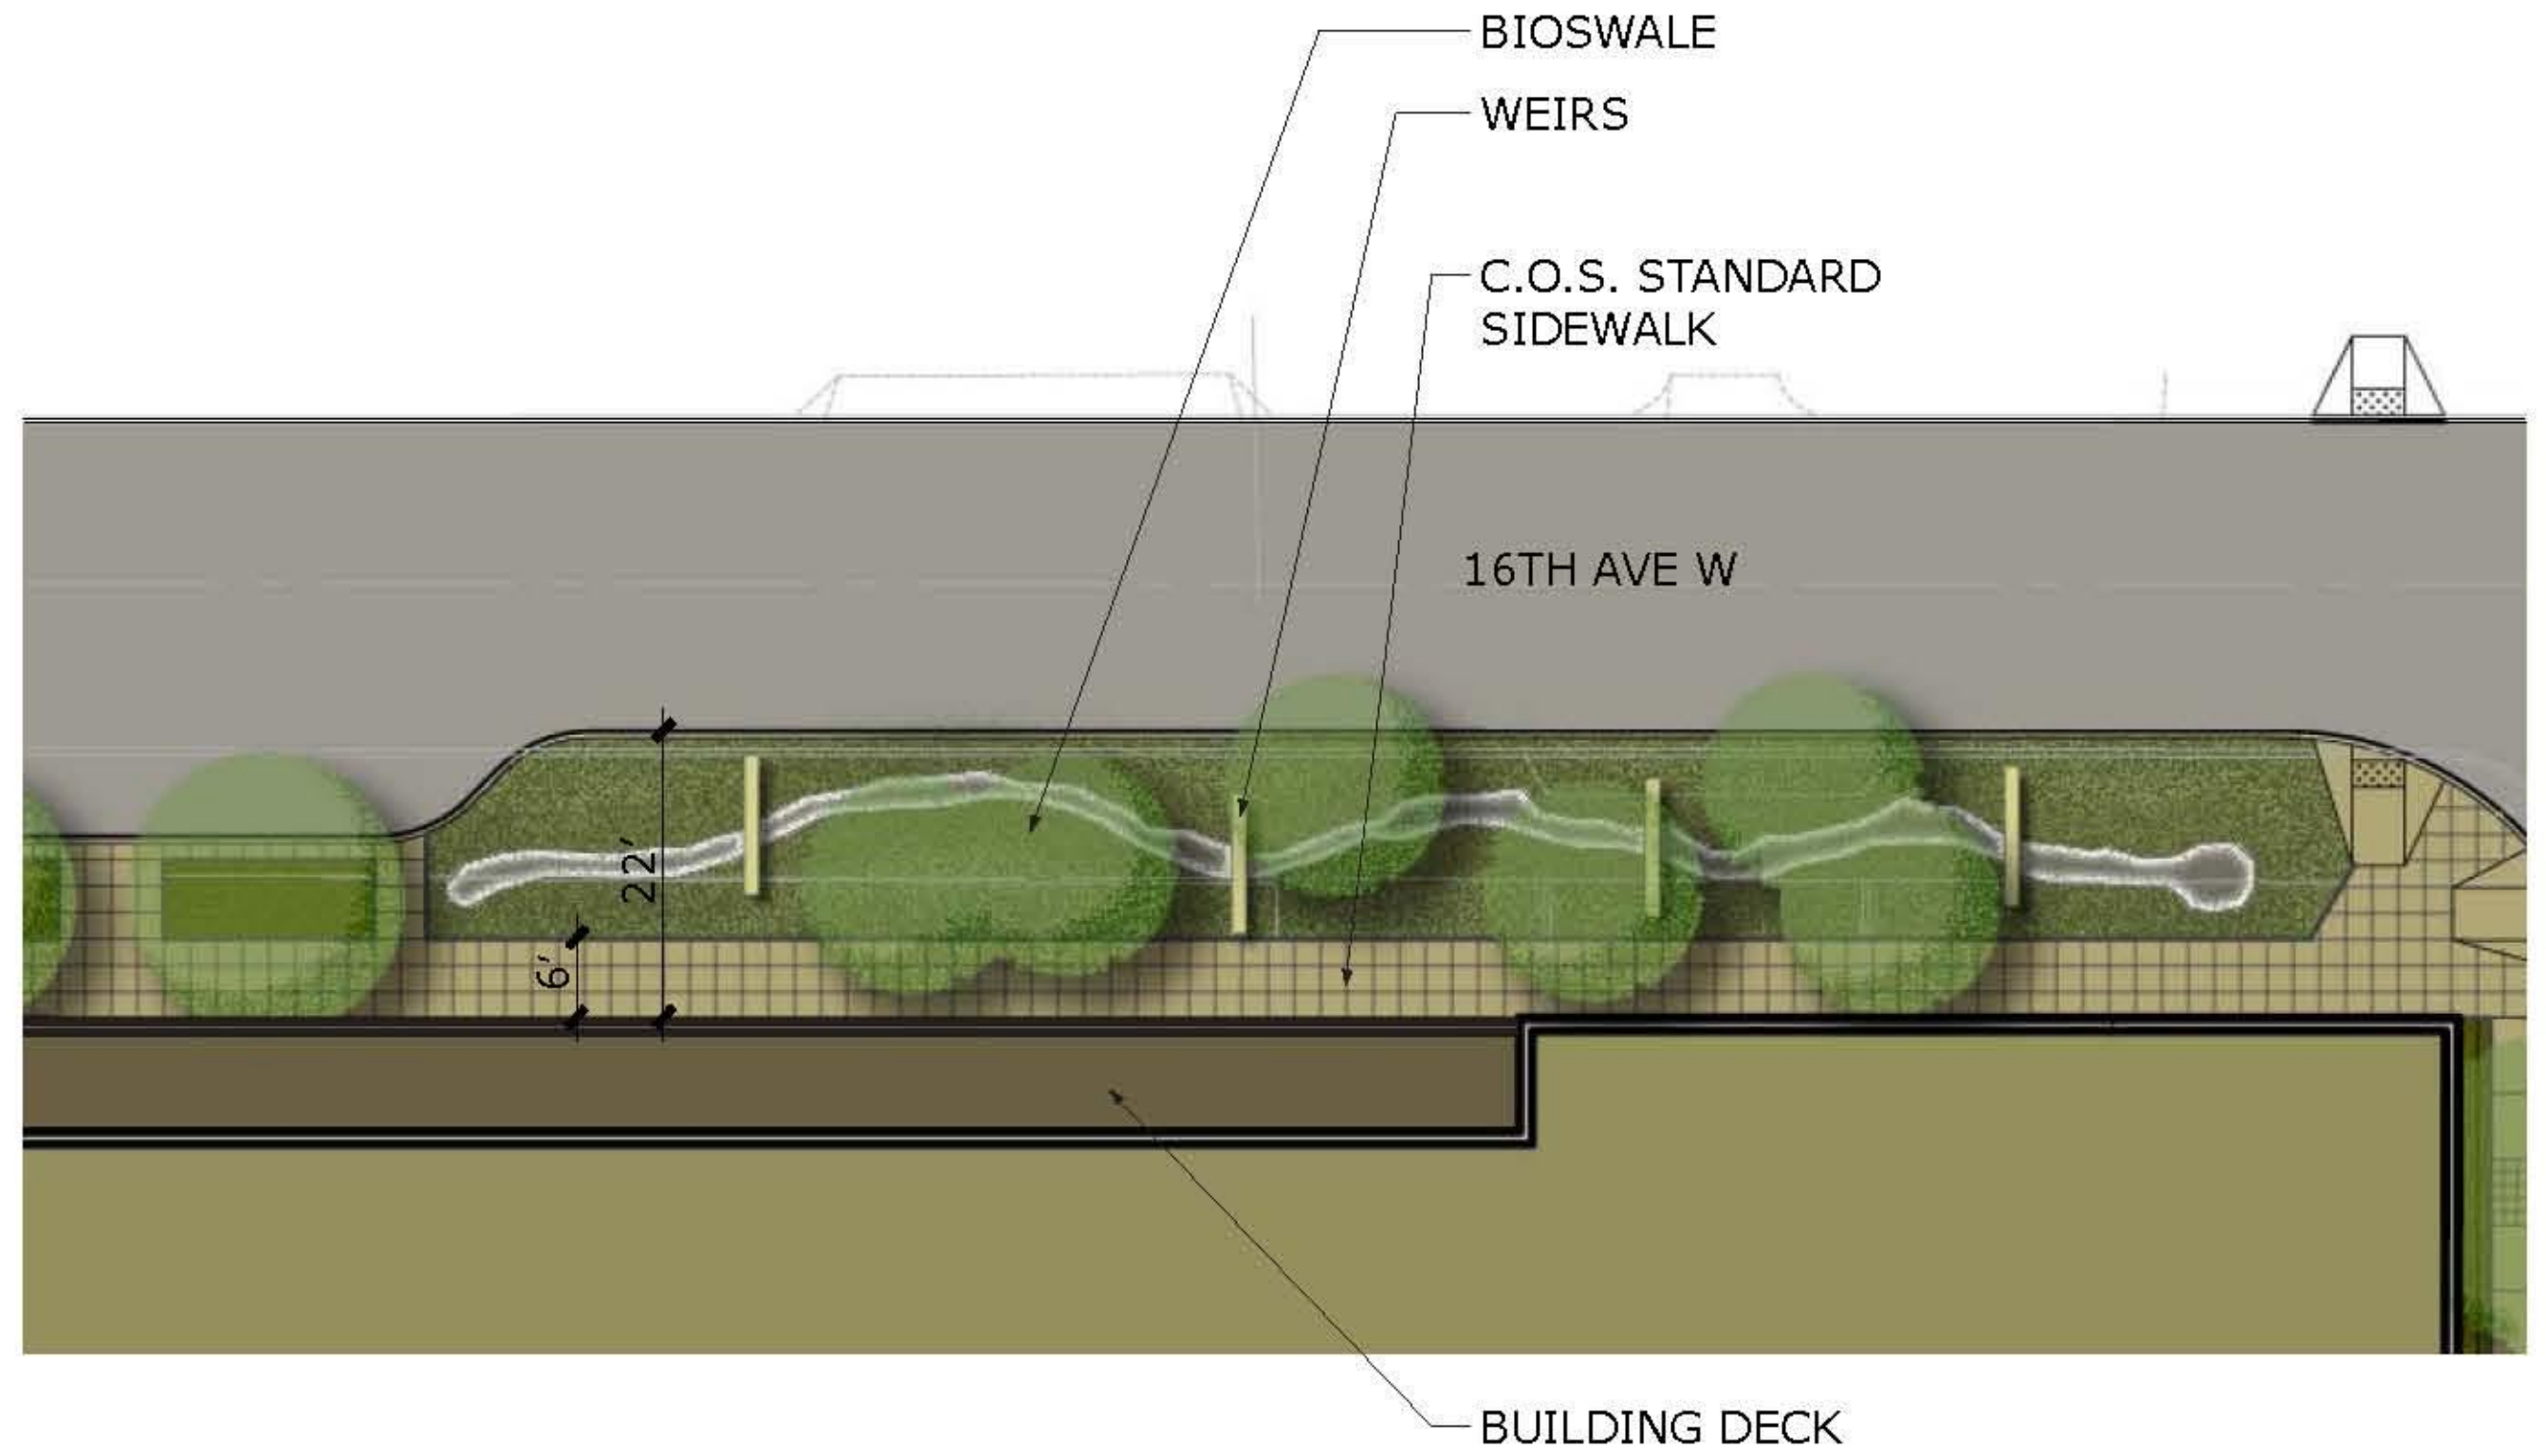 BIOSWALE
WEIRS
C.O.S. STANDARD
SIDEWALK
16TH AVE W
22'
6'
BUILDING DECK